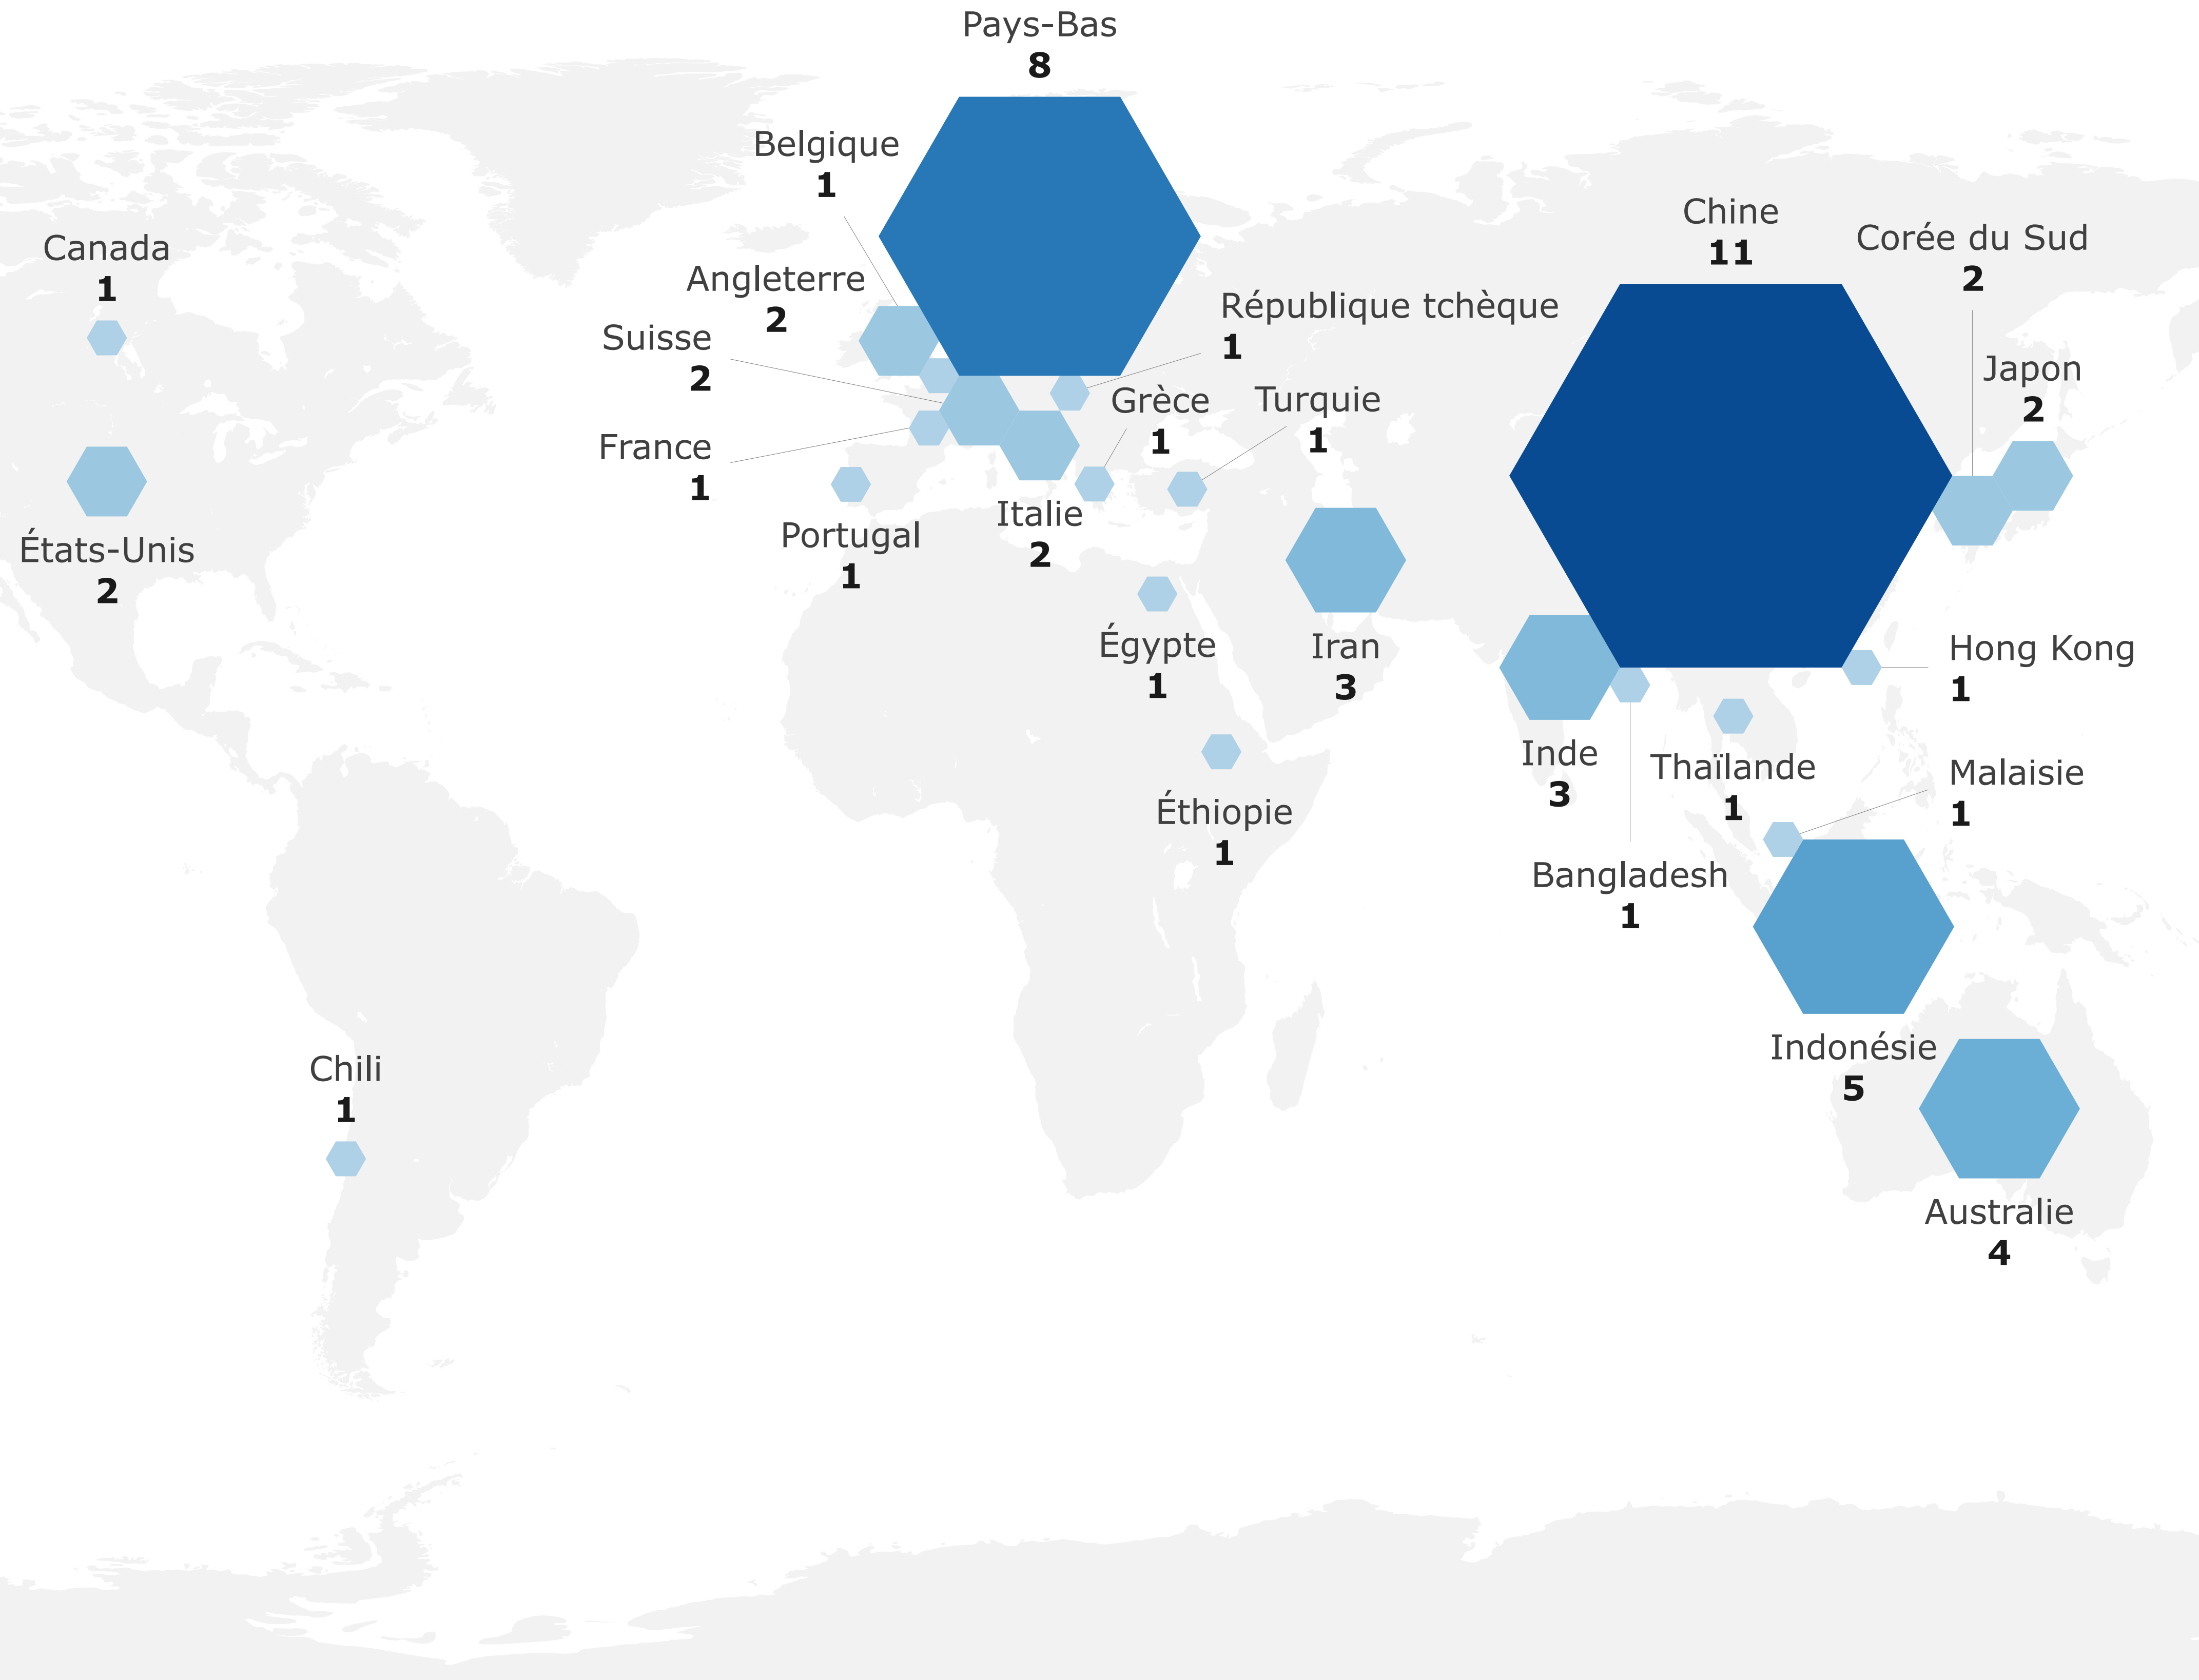 Pays-Bas
8
Belgique
1
Chine
11
Corée du Sud
2
Canada
1
Angleterre
2
République tchèque
1
Suisse
2
Japon
2
Grèce
1
Turquie
1
France
1
Italie
2
Portugal
1
États-Unis
2
Égypte
1
Iran
3
Hong Kong
1
Inde
3
Thaïlande
1
Malaisie
1
Éthiopie
1
Bangladesh
1
Indonésie
5
Chili
1
Australie
4